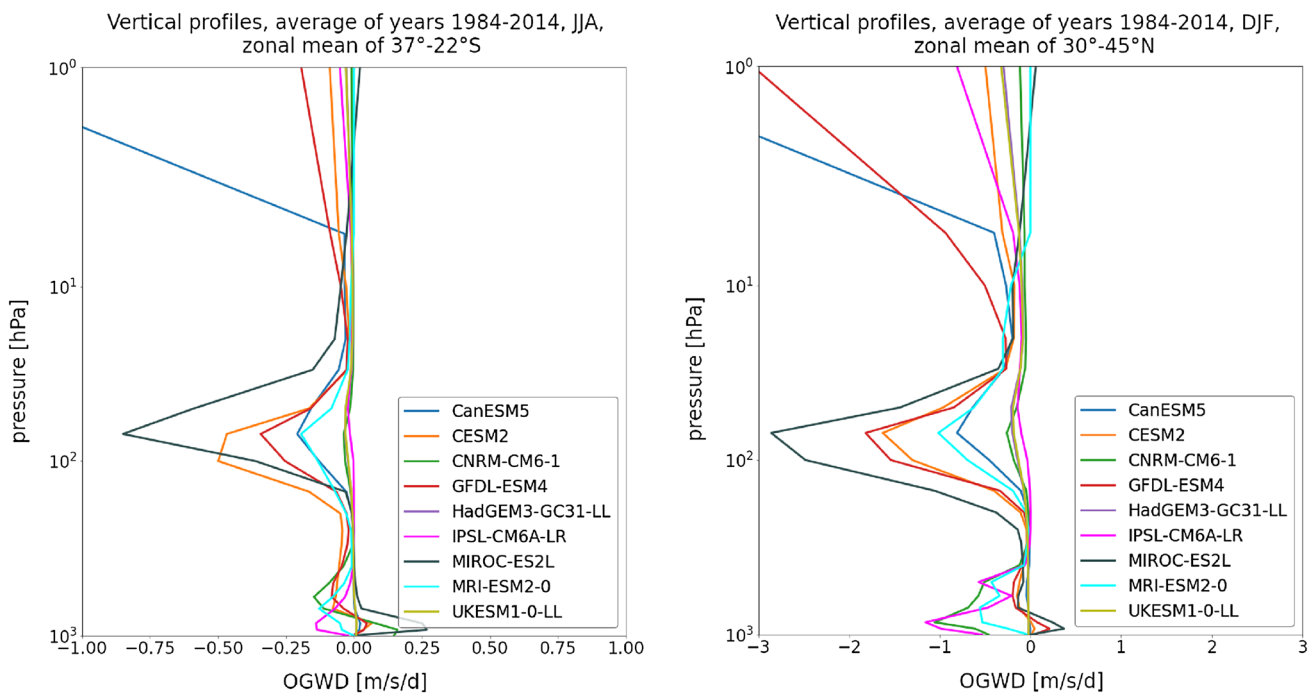 Vertical profiles, average of years 1984-2014, JJA,
zonal mean of 37°-22°S
10⁰
10¹
10²
10³
pressure [hPa]
CanESM5
CESM2
CNRM-CM6-1
GFDL-ESM4
HadGEM3-GC31-LL
IPSL-CM6A-LR
MIROC-ES2L
MRI-ESM2-0
UKESM1-0-LL
−1.00 −0.75 −0.50 −0.25 0.00 0.25 0.50 0.75 1.00
OGWD [m/s/d]
Vertical profiles, average of years 1984-2014, DJF,
zonal mean of 30°-45°N
10⁰
10¹
10²
10³
pressure [hPa]
CanESM5
CESM2
CNRM-CM6-1
GFDL-ESM4
HadGEM3-GC31-LL
IPSL-CM6A-LR
MIROC-ES2L
MRI-ESM2-0
UKESM1-0-LL
−3 −2 −1 0 1 2 3
OGWD [m/s/d]